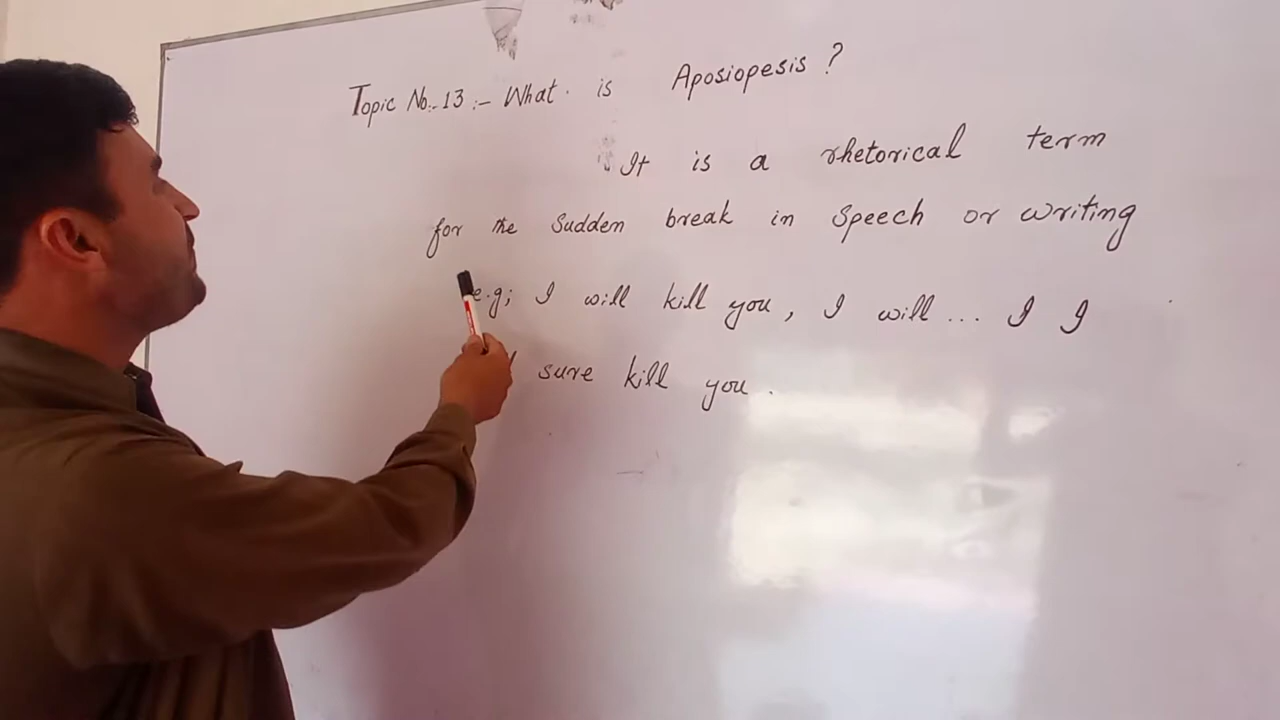 Topic No:-13:- What is Aposiopesis?
It is a rhetorical term
for the Sudden break in Speech or writing
e.g; I will kill you, I will... I I
sure kill you.